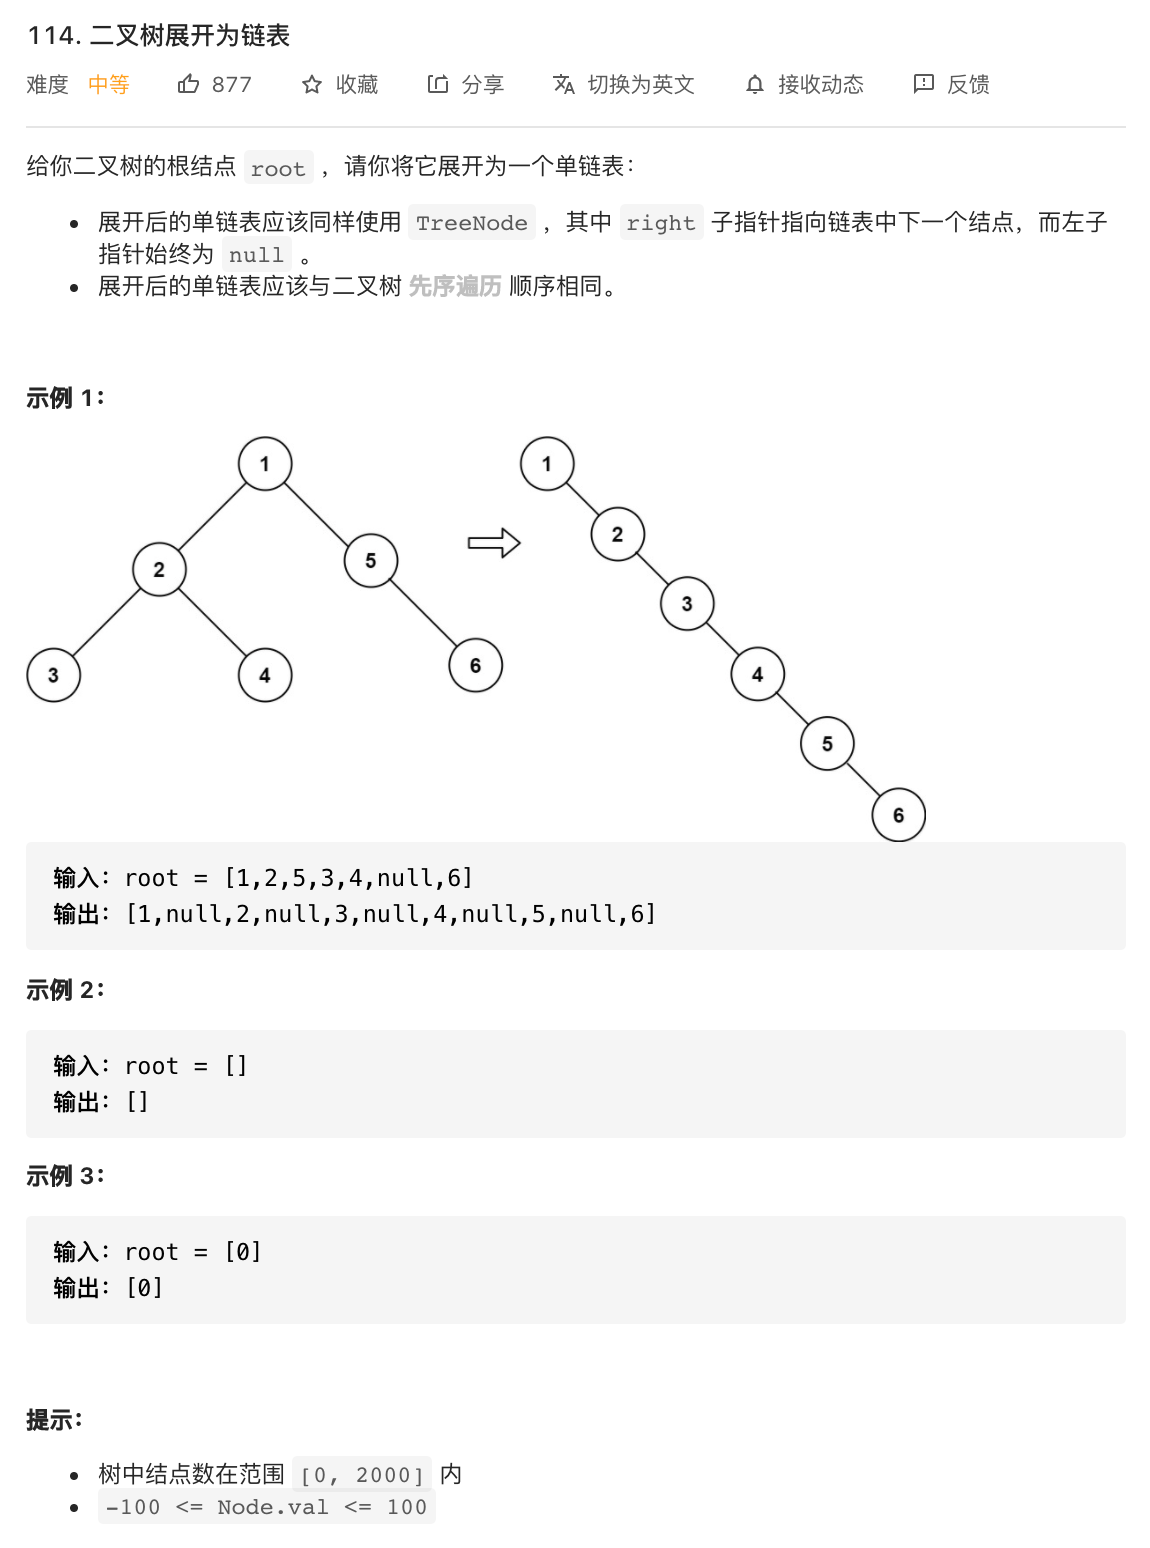 114. 二叉树展开为链表
难度 中等 877 收藏 分享 切换为英文 接收动态 反馈
给你二叉树的根结点 root ，请你将它展开为一个单链表：
展开后的单链表应该同样使用 TreeNode ，其中 right 子指针指向链表中下一个结点，而左子
指针始终为 null 。
展开后的单链表应该与二叉树 先序遍历 顺序相同。
示例 1：
1 1
2 5 2
3 4 6 3
4
5
6
输入：root = [1,2,5,3,4,null,6]
输出：[1,null,2,null,3,null,4,null,5,null,6]
示例 2：
输入：root = []
输出：[]
示例 3：
输入：root = [0]
输出：[0]
提示：
树中结点数在范围 [0, 2000] 内
-100 <= Node.val <= 100